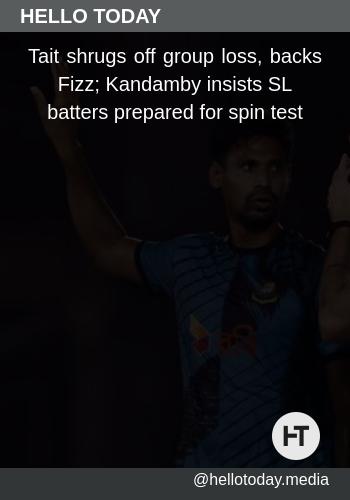 HELLO TODAY
Tait shrugs off group loss, backs
Fizz; Kandamby insists SL
batters prepared for spin test
HT
@hellotoday.media